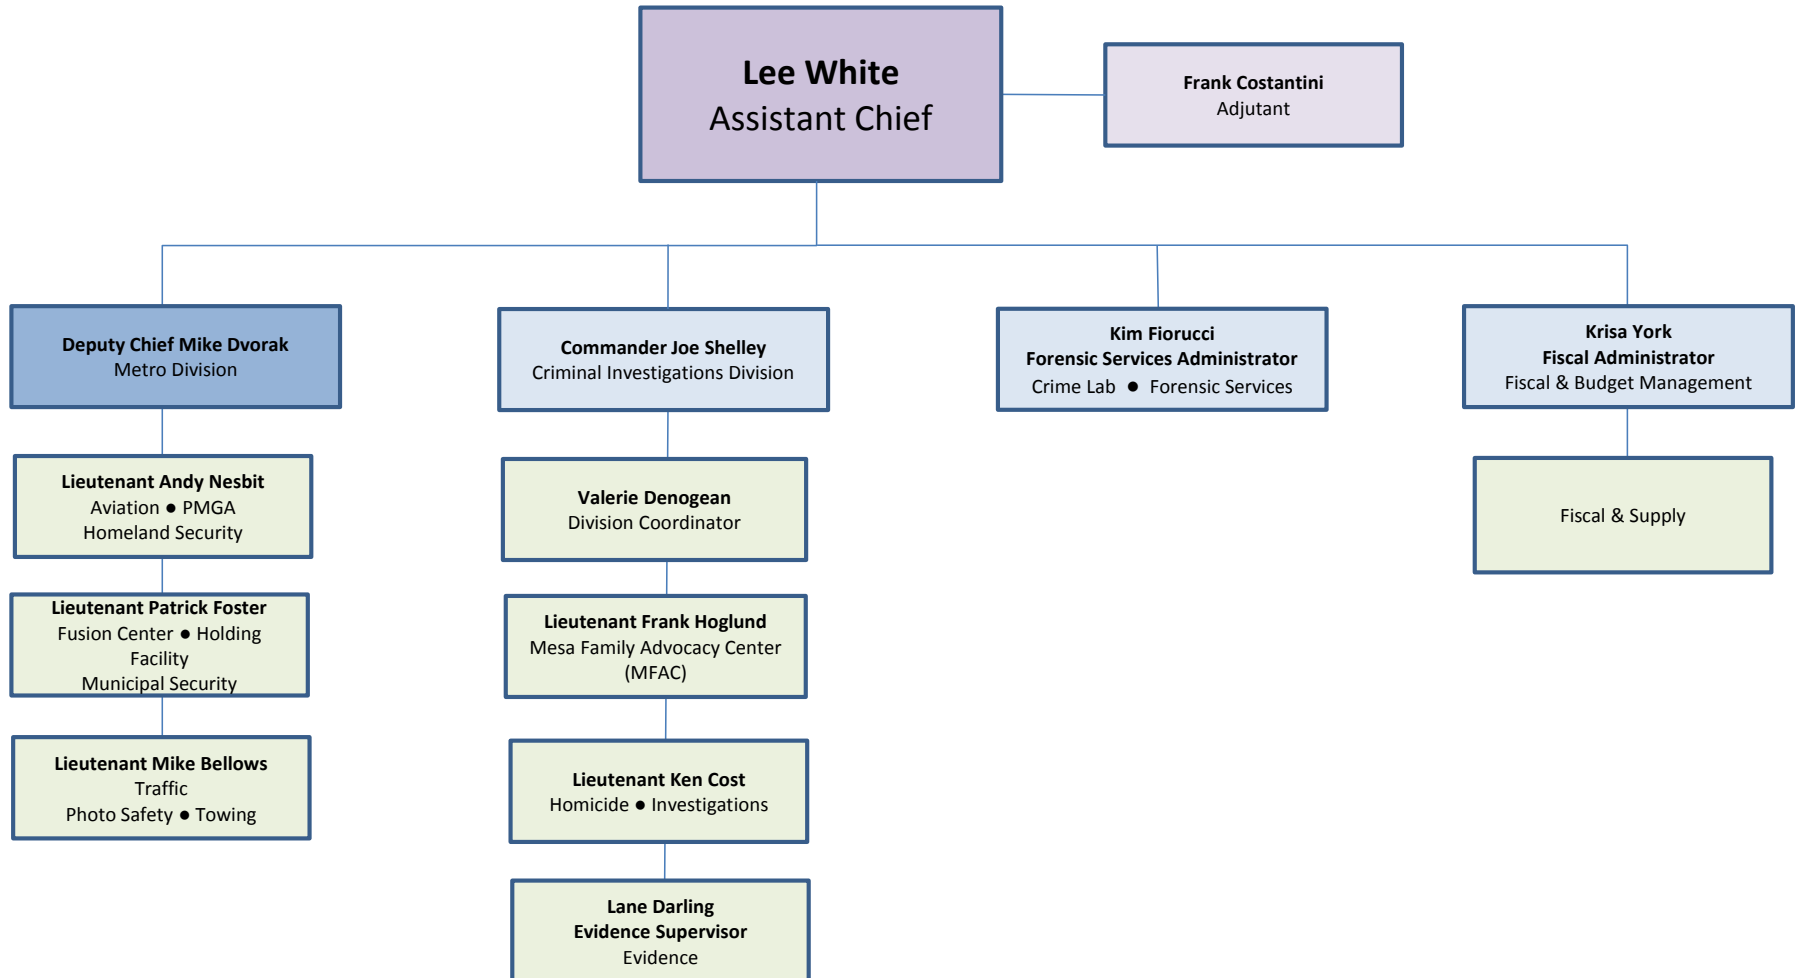 Lee White
Assistant Chief
Frank Costantini
Adjutant
Deputy Chief Mike Dvorak
Metro Division
Commander Joe Shelley
Criminal Investigations Division
Kim Fiorucci
Forensic Services Administrator
Crime Lab ● Forensic Services
Krisa York
Fiscal Administrator
Fiscal & Budget Management
Lieutenant Andy Nesbit
Aviation ● PMGA
Homeland Security
Valerie Denogean
Division Coordinator
Fiscal & Supply
Lieutenant Patrick Foster
Fusion Center ● Holding
Facility
Municipal Security
Lieutenant Frank Hoglund
Mesa Family Advocacy Center
(MFAC)
Lieutenant Mike Bellows
Traffic
Photo Safety ● Towing
Lieutenant Ken Cost
Homicide ● Investigations
Lane Darling
Evidence Supervisor
Evidence